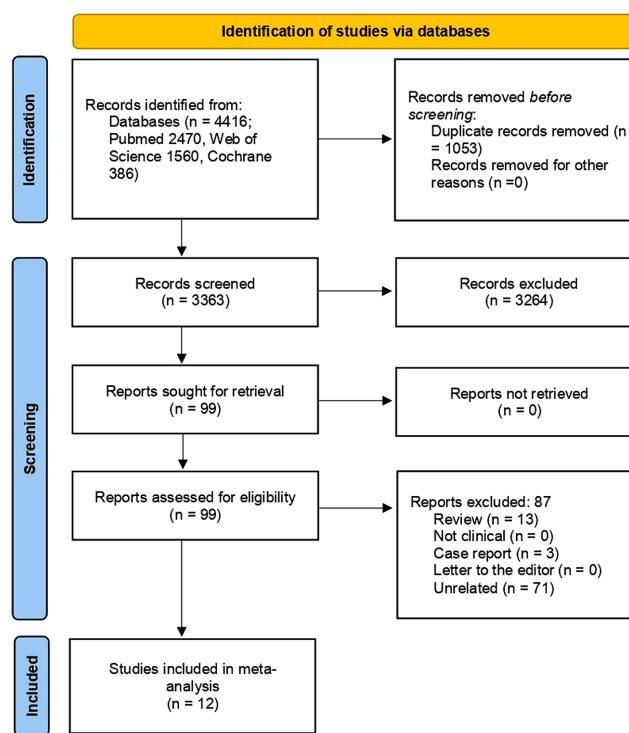 Identification of studies via databases
Identification
Records identified from:
Databases (n = 4416;
Pubmed 2470, Web of
Science 1560, Cochrane
386)
Records removed before
screening:
Duplicate records removed (n
= 1053)
Records removed for other
reasons (n =0)
Screening
Records screened
(n = 3363)
Records excluded
(n = 3264)
Reports sought for retrieval
(n = 99)
Reports not retrieved
(n = 0)
Reports assessed for eligibility
(n = 99)
Reports excluded: 87
Review (n = 13)
Not clinical (n = 0)
Case report (n = 3)
Letter to the editor (n = 0)
Unrelated (n = 71)
Included
Studies included in meta-
analysis
(n = 12)